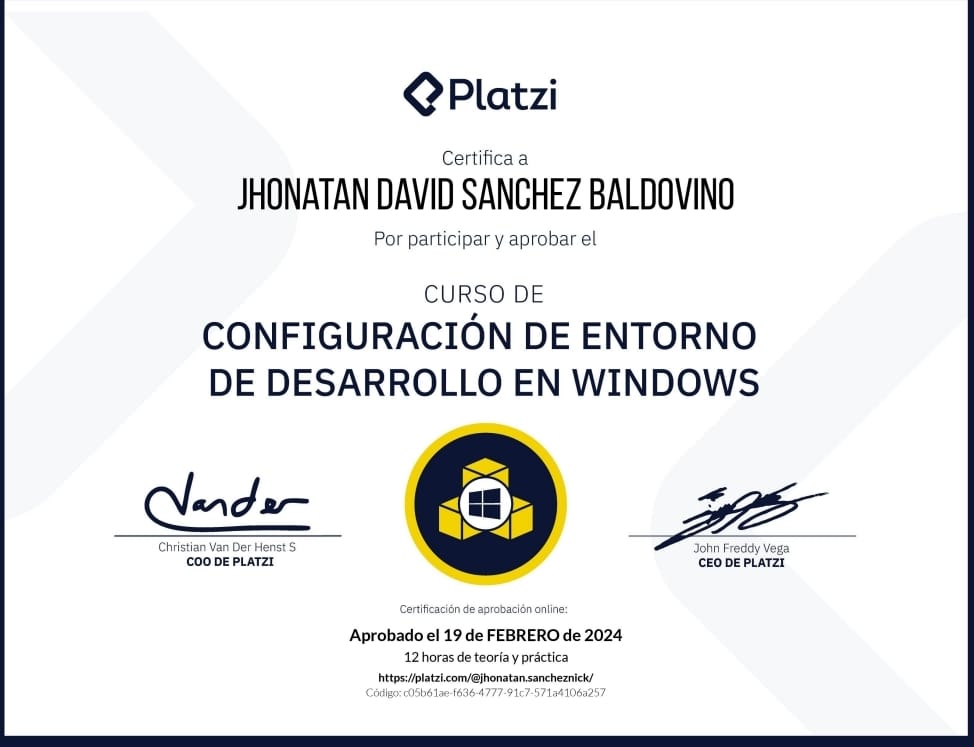 Platzi
Certifica a
JHONATAN DAVID SANCHEZ BALDOVINO
Por participar y aprobar el
CURSO DE
CONFIGURACIÓN DE ENTORNO
DE DESARROLLO EN WINDOWS
Vander
Christian Van Der Henst S
COO DE PLATZI
John Freddy Vega
CEO DE PLATZI
Certificación de aprobación online:
Aprobado el 19 de FEBRERO de 2024
12 horas de teoría y práctica
https://platzi.com/@jhonatan.sancheznick/
Código: c05b61ae-f636-4777-91c7-571a4106a257